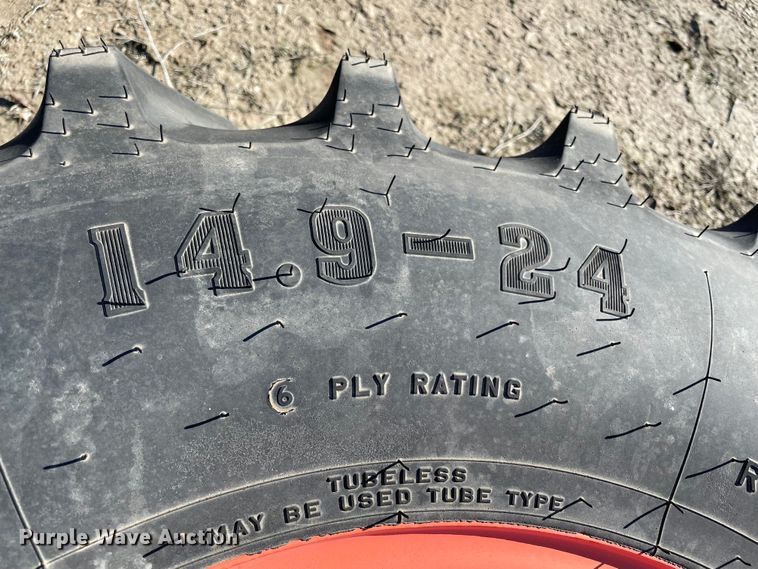 14.9-24
6 PLY RATING
TUBELESS
MAY BE USED TUBE TYPE
R
Purple Wave Auction